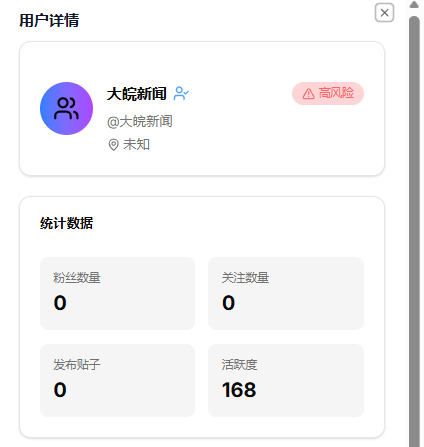 用户详情
大皖新闻
高风险
@大皖新闻
未知
统计数据
粉丝数量
0
关注数量
0
发布贴子
0
活跃度
168